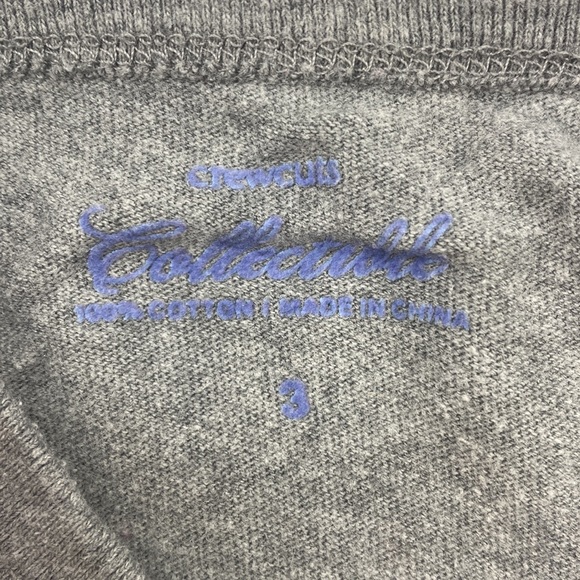 crewcuts
Collectible
100% COTTON | MADE IN CHINA
3